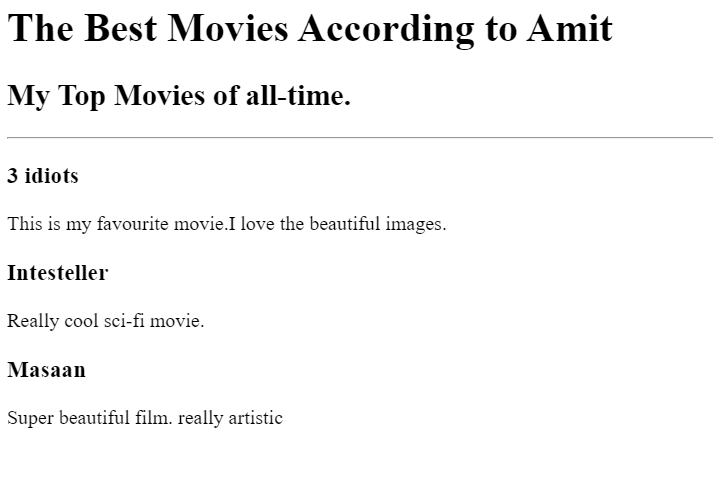 The Best Movies According to Amit
My Top Movies of all-time.
3 idiots
This is my favourite movie.I love the beautiful images.
Intesteller
Really cool sci-fi movie.
Masaan
Super beautiful film. really artistic